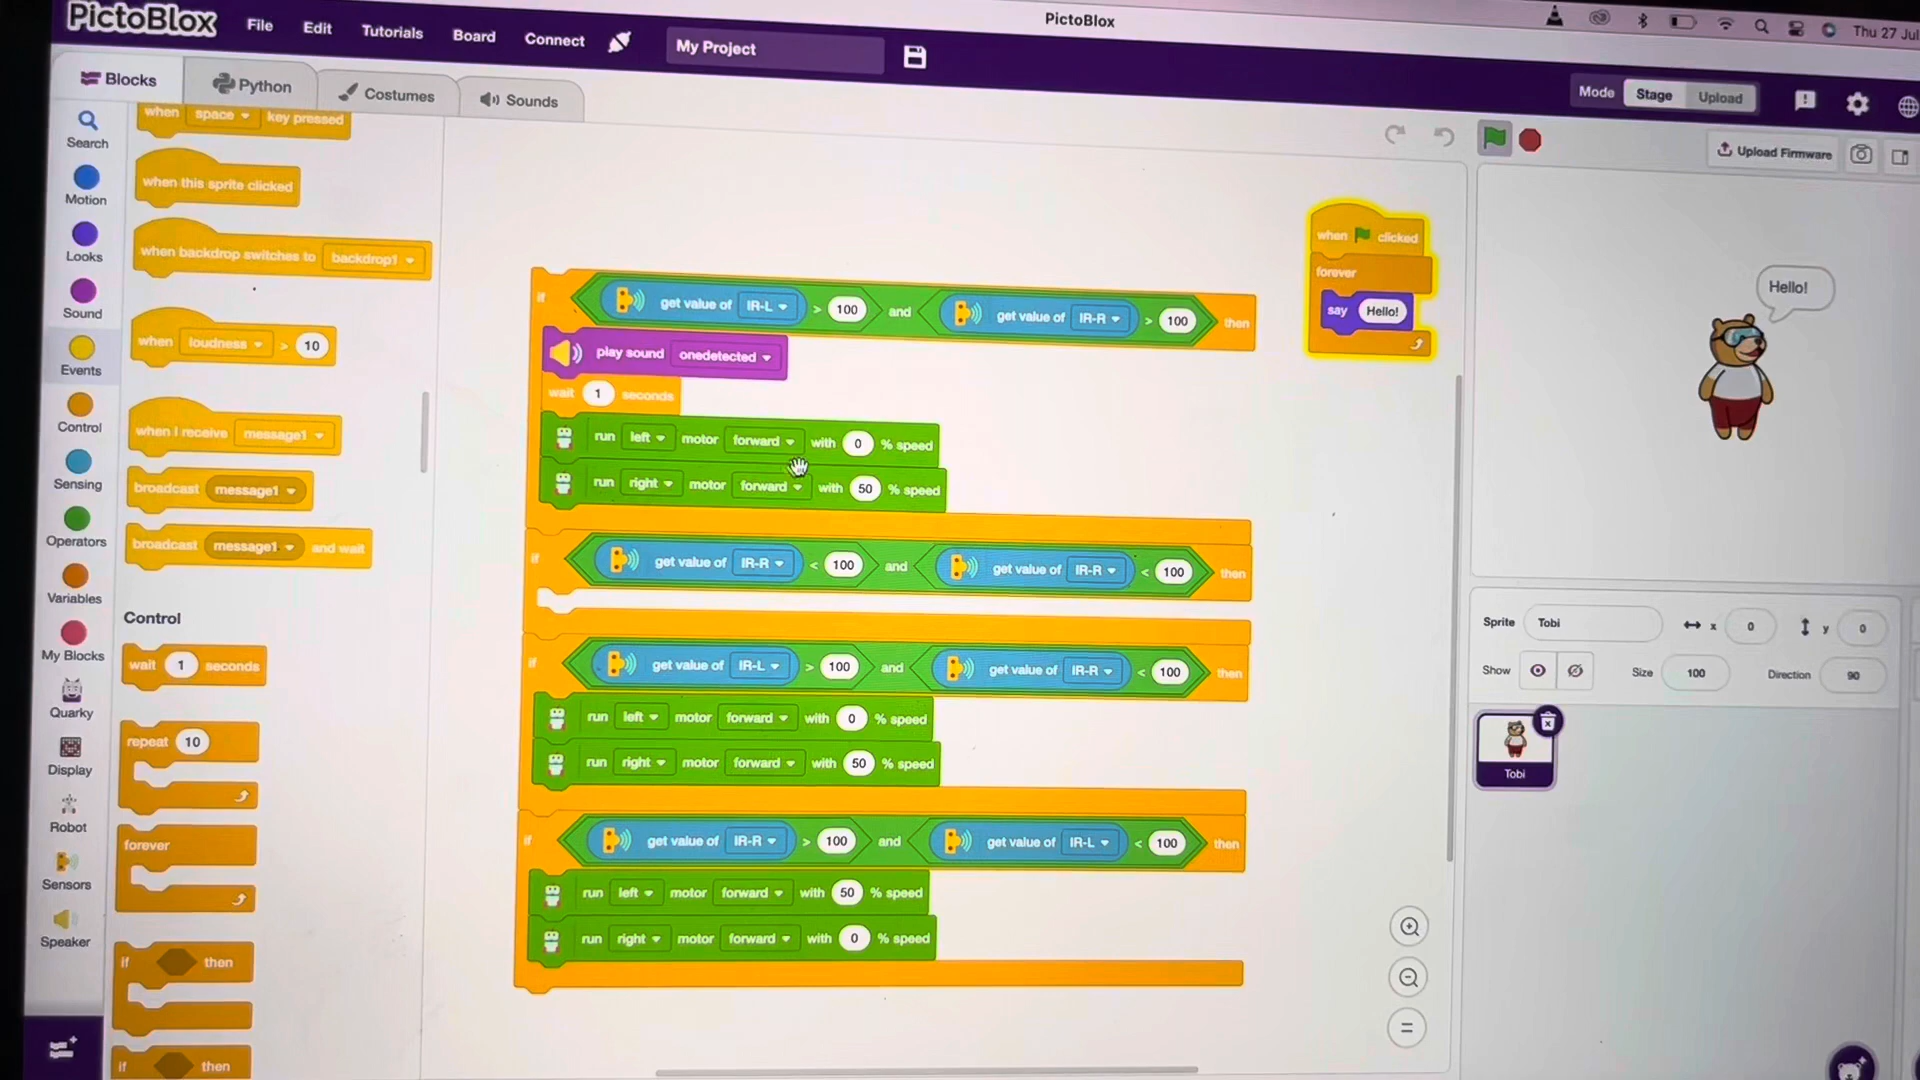 PictoBlox
Thu 27 Jul
PictoBlox File Edit Tutorials Board Connect My Project
Mode Stage Upload
Blocks Python Costumes Sounds
Upload Firmware
Search
Motion
Looks
Sound
Events
Control
Sensing
Operators
Variables
My Blocks
Quarky
Display
Robot
Sensors
Speaker
when space key pressed
when this sprite clicked
when backdrop switches to backdrop1
when loudness > 10
when I receive message1
broadcast message1
broadcast message1 and wait
Control
wait 1 seconds
repeat 10
forever
if then
if then
if get value of IR-L > 100 and get value of IR-R > 100 then
play sound onedetected
wait 1 seconds
run left motor forward with 0 % speed
run right motor forward with 50 % speed
if get value of IR-R < 100 and get value of IR-R < 100 then
if get value of IR-L > 100 and get value of IR-R < 100 then
run left motor forward with 0 % speed
run right motor forward with 50 % speed
if get value of IR-R > 100 and get value of IR-L < 100 then
run left motor forward with 50 % speed
run right motor forward with 0 % speed
when clicked
forever
say Hello!
Hello!
Sprite Tobi x 0 y 0
Show Size 100 Direction 90
Tobi